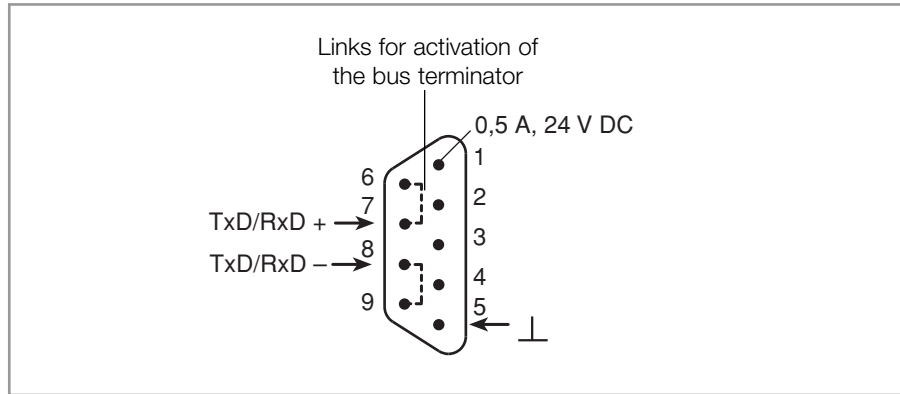 Links for activation of
the bus terminator
0,5 A, 24 V DC
1
6
2
7
TxD/RxD +
3
8
TxD/RxD –
4
9
5